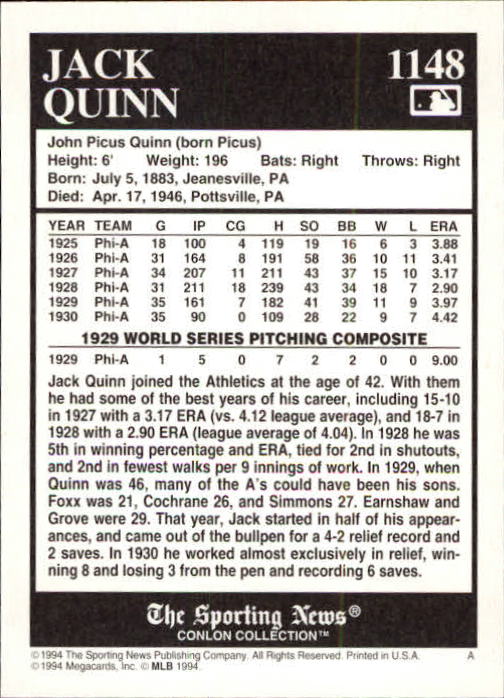 JACK
QUINN
1148
John Picus Quinn (born Picus)
Height: 6' Weight: 196 Bats: Right Throws: Right
Born: July 5, 1883, Jeanesville, PA
Died: Apr. 17, 1946, Pottsville, PA
YEAR TEAM G IP CG H SO BB W L ERA
1925 Phi-A 18 100 4 119 19 16 6 3 3.88
1926 Phi-A 31 164 8 191 58 36 10 11 3.41
1927 Phi-A 34 207 11 211 43 37 15 10 3.17
1928 Phi-A 31 211 18 239 43 34 18 7 2.90
1929 Phi-A 35 161 7 182 41 39 11 9 3.97
1930 Phi-A 35 90 0 109 28 22 9 7 4.42
1929 WORLD SERIES PITCHING COMPOSITE
1929 Phi-A 1 5 0 7 2 2 0 0 9.00
Jack Quinn joined the Athletics at the age of 42. With them
he had some of the best years of his career, including 15-10
in 1927 with a 3.17 ERA (vs. 4.12 league average), and 18-7 in
1928 with a 2.90 ERA (league average of 4.04). In 1928 he was
5th in winning percentage and ERA, tied for 2nd in shutouts,
and 2nd in fewest walks per 9 innings of work. In 1929, when
Quinn was 46, many of the A's could have been his sons.
Foxx was 21, Cochrane 26, and Simmons 27. Earnshaw and
Grove were 29. That year, Jack started in half of his appear-
ances, and came out of the bullpen for a 4-2 relief record and
2 saves. In 1930 he worked almost exclusively in relief, win-
ning 8 and losing 3 from the pen and recording 6 saves.
The Sporting News®
CONLON COLLECTION™
©1994 The Sporting News Publishing Company. All Rights Reserved. Printed in U.S.A. A
©1994 Megacards, Inc. © MLB 1994